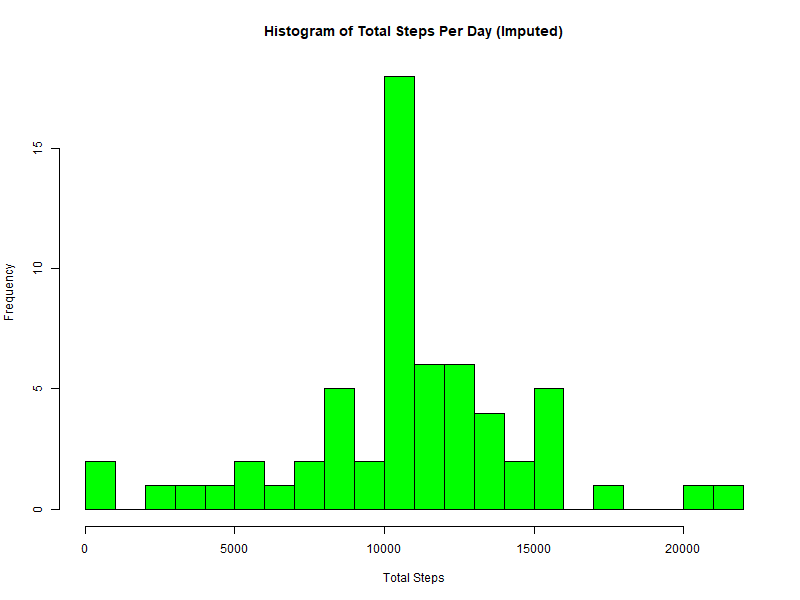 Histogram of Total Steps Per Day (Imputed)
Frequency
15
10
5
0
0 5000 10000 15000 20000
Total Steps